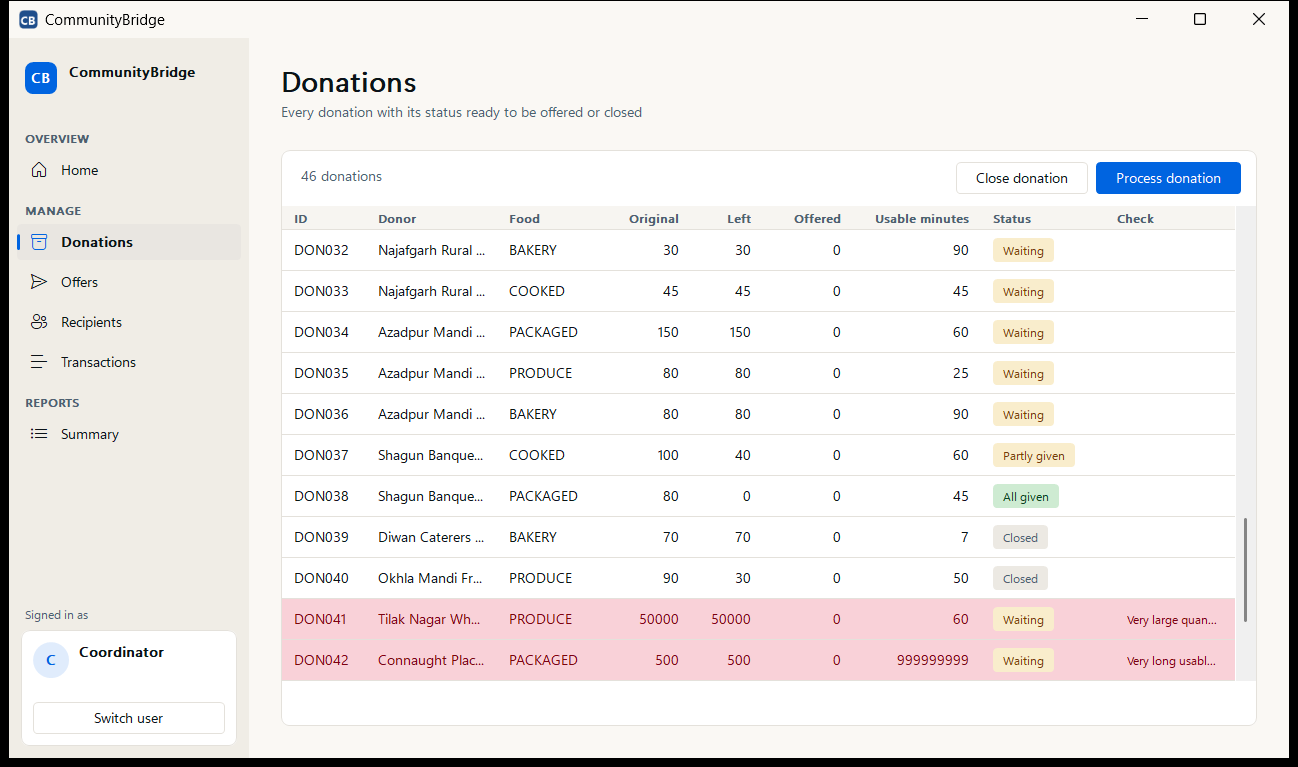 CB CommunityBridge
CB CommunityBridge
OVERVIEW
Home
MANAGE
Donations
Offers
Recipients
Transactions
REPORTS
Summary
Signed in as
C Coordinator
Switch user
Donations
Every donation with its status ready to be offered or closed
46 donations Close donation Process donation
ID Donor Food Original Left Offered Usable minutes Status Check
DON032 Najafgarh Rural ... BAKERY 30 30 0 90 Waiting
DON033 Najafgarh Rural ... COOKED 45 45 0 45 Waiting
DON034 Azadpur Mandi ... PACKAGED 150 150 0 60 Waiting
DON035 Azadpur Mandi ... PRODUCE 80 80 0 25 Waiting
DON036 Azadpur Mandi ... BAKERY 80 80 0 90 Waiting
DON037 Shagun Banque... COOKED 100 40 0 60 Partly given
DON038 Shagun Banque... PACKAGED 80 0 0 45 All given
DON039 Diwan Caterers ... BAKERY 70 70 0 7 Closed
DON040 Okhla Mandi Fr... PRODUCE 90 30 0 50 Closed
DON041 Tilak Nagar Wh... PRODUCE 50000 50000 0 60 Waiting Very large quan...
DON042 Connaught Plac... PACKAGED 500 500 0 999999999 Waiting Very long usabl...